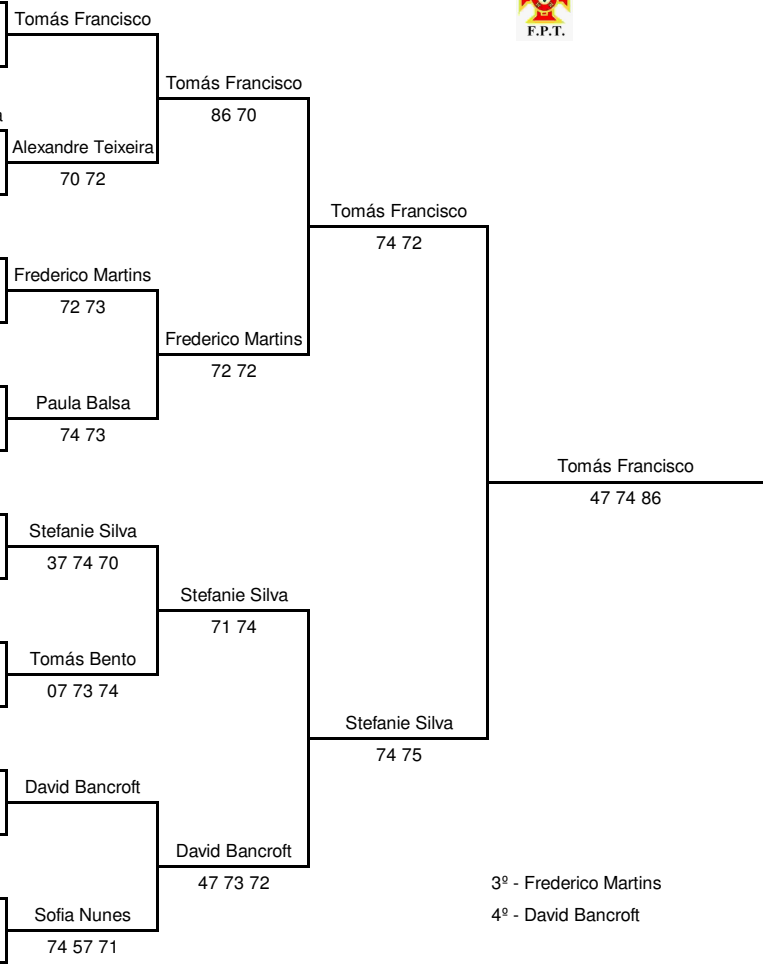 Tomás Francisco
F.P.T.
Tomás Francisco
86 70
Alexandre Teixeira
70 72
Tomás Francisco
74 72
Frederico Martins
72 73
Frederico Martins
72 72
Paula Balsa
74 73
Tomás Francisco
47 74 86
Stefanie Silva
37 74 70
Stefanie Silva
71 74
Tomás Bento
07 73 74
Stefanie Silva
74 75
David Bancroft
David Bancroft
47 73 72
3º - Frederico Martins
Sofia Nunes
4º - David Bancroft
74 57 71